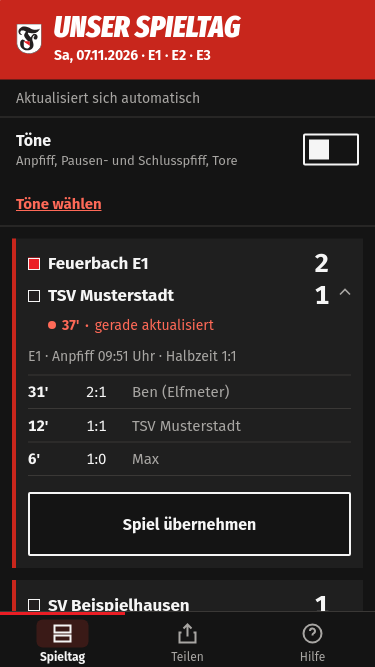 UNSER SPIELTAG
Sa, 07.11.2026 · E1 · E2 · E3
Aktualisiert sich automatisch
Töne
Anpfiff, Pausen- und Schlusspfiff, Tore
Töne wählen
Feuerbach E1 2
TSV Musterstadt 1
37' · gerade aktualisiert
E1 · Anpfiff 09:51 Uhr · Halbzeit 1:1
31' 2:1 Ben (Elfmeter)
12' 1:1 TSV Musterstadt
6' 1:0 Max
Spiel übernehmen
SV Beispielhausen 1
Spieltag Teilen Hilfe